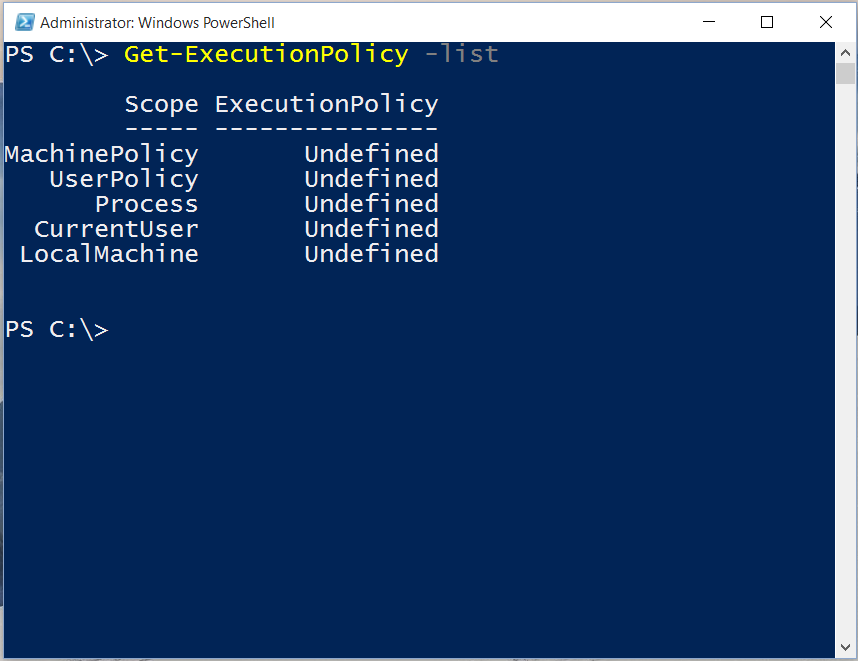 Administrator: Windows PowerShell
PS C:\> Get-ExecutionPolicy -list
Scope ExecutionPolicy
----- ---------------
MachinePolicy Undefined
UserPolicy Undefined
Process Undefined
CurrentUser Undefined
LocalMachine Undefined
PS C:\>